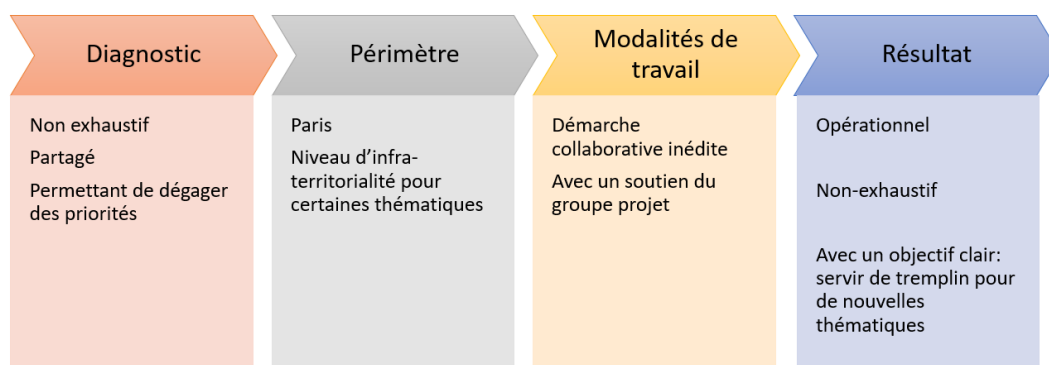 Diagnostic
Non exhaustif
Partagé
Permettant de dégager
des priorités
Périmètre
Paris
Niveau d'infra-
territorialité pour
certaines thématiques
Modalités de
travail
Démarche
collaborative inédite
Avec un soutien du
groupe projet
Résultat
Opérationnel
Non-exhaustif
Avec un objectif clair:
servir de tremplin pour
de nouvelles
thématiques